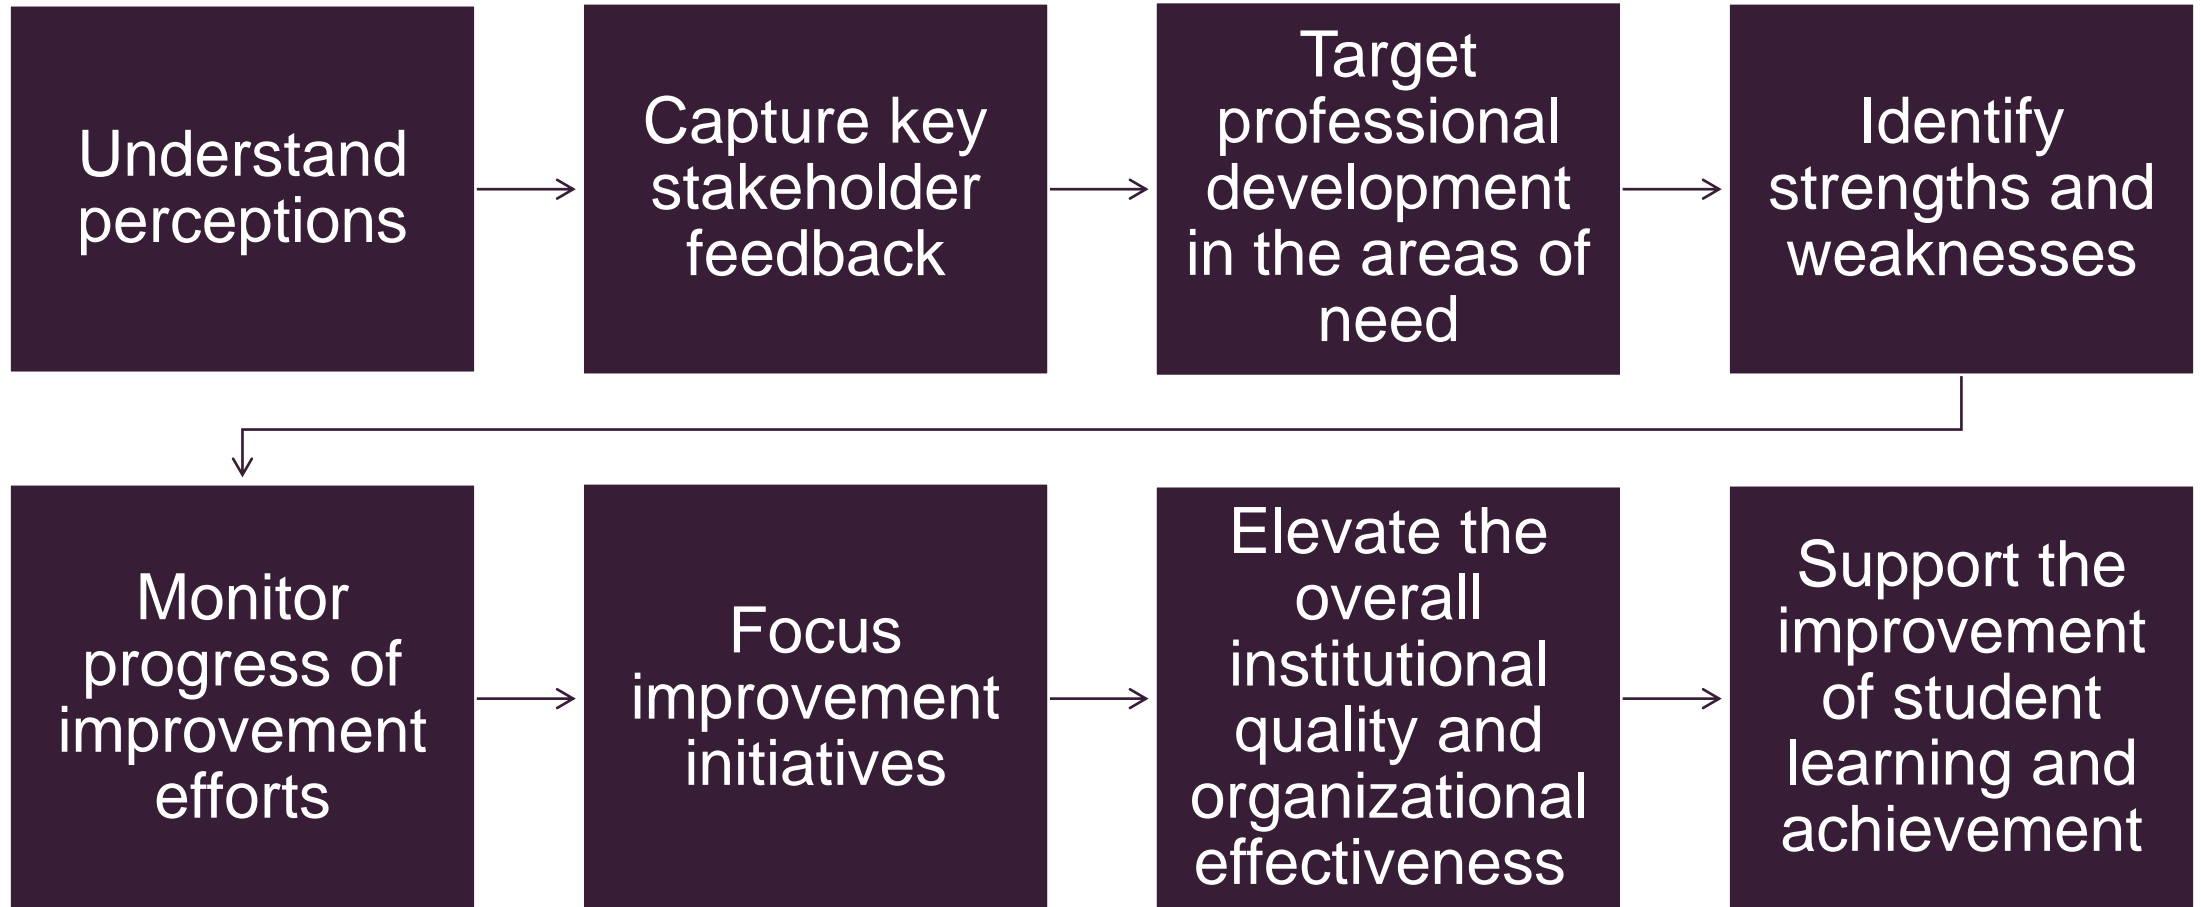 Understand
perceptions
Capture key
stakeholder
feedback
Target
professional
development
in the areas of
need
Identify
strengths and
weaknesses
Monitor
progress of
improvement
efforts
Focus
improvement
initiatives
Elevate the
overall
institutional
quality and
organizational
effectiveness
Support the
improvement
of student
learning and
achievement